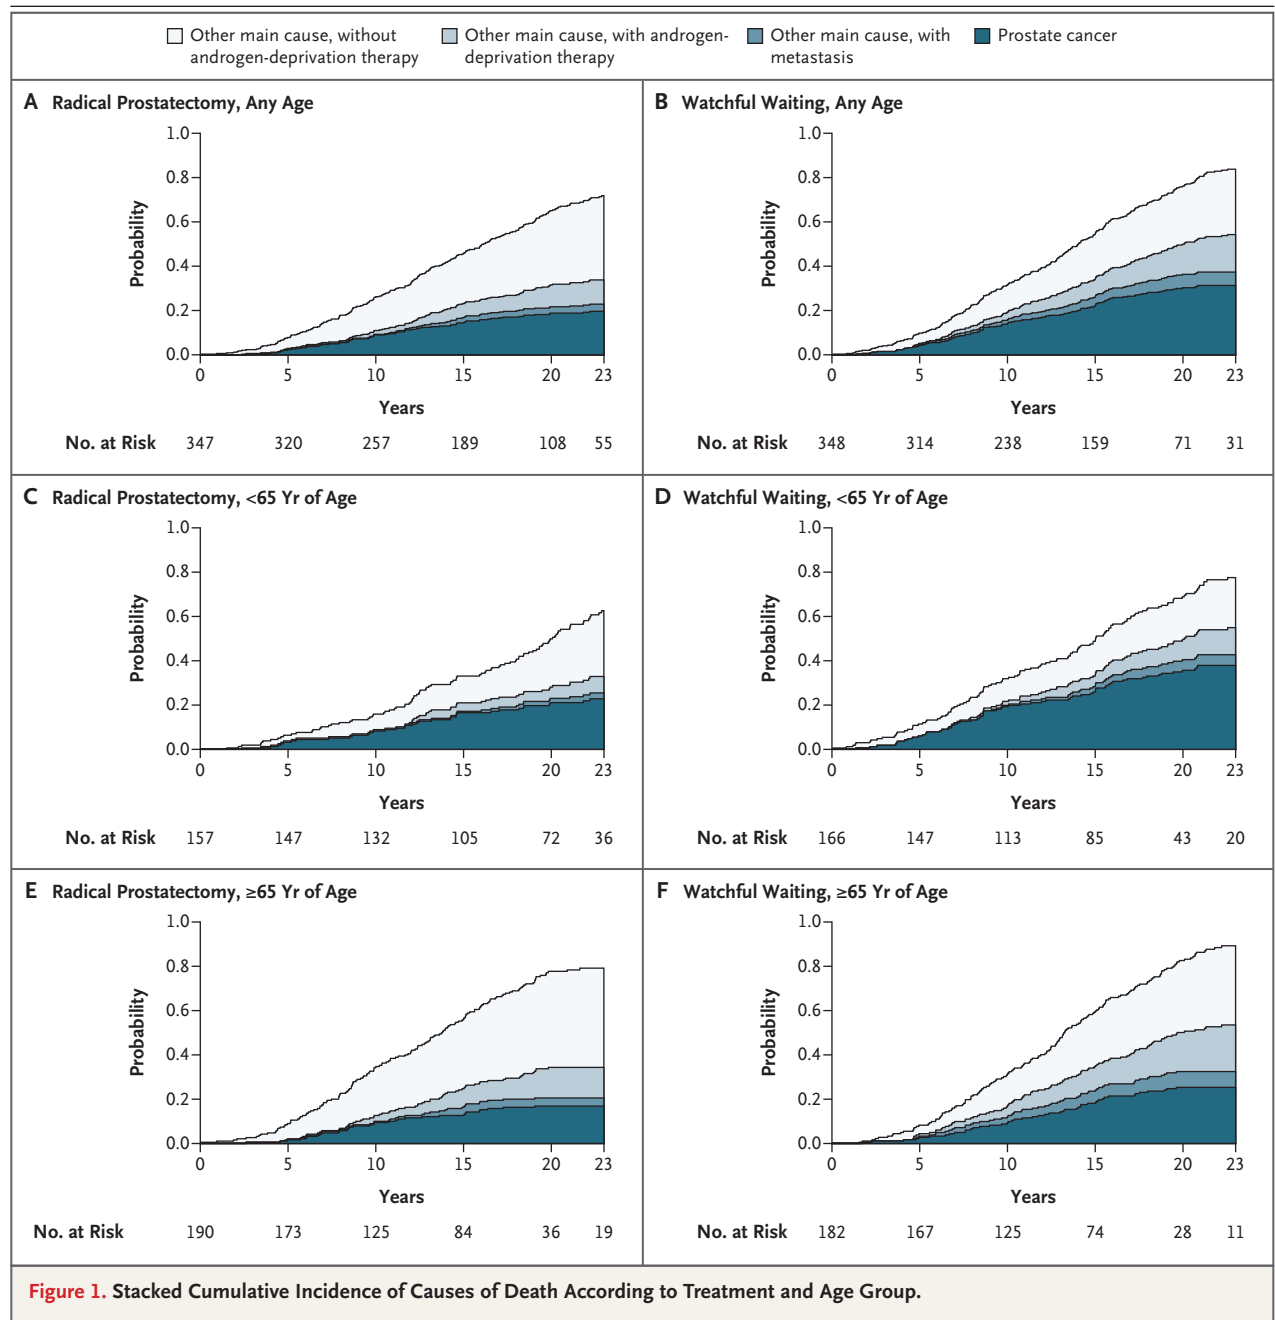 Other main cause, without androgen-deprivation therapy
Other main cause, with androgen-deprivation therapy
Other main cause, with metastasis
Prostate cancer
A Radical Prostatectomy, Any Age
1.0
0.8
0.6
0.4
0.2
0.0
Probability
0 5 10 15 20 23
Years
No. at Risk 347 320 257 189 108 55
B Watchful Waiting, Any Age
1.0
0.8
0.6
0.4
0.2
0.0
Probability
0 5 10 15 20 23
Years
No. at Risk 348 314 238 159 71 31
C Radical Prostatectomy, <65 Yr of Age
1.0
0.8
0.6
0.4
0.2
0.0
Probability
0 5 10 15 20 23
Years
No. at Risk 157 147 132 105 72 36
D Watchful Waiting, <65 Yr of Age
1.0
0.8
0.6
0.4
0.2
0.0
Probability
0 5 10 15 20 23
Years
No. at Risk 166 147 113 85 43 20
E Radical Prostatectomy, ≥65 Yr of Age
1.0
0.8
0.6
0.4
0.2
0.0
Probability
0 5 10 15 20 23
Years
No. at Risk 190 173 125 84 36 19
F Watchful Waiting, ≥65 Yr of Age
1.0
0.8
0.6
0.4
0.2
0.0
Probability
0 5 10 15 20 23
Years
No. at Risk 182 167 125 74 28 11
Figure 1. Stacked Cumulative Incidence of Causes of Death According to Treatment and Age Group.